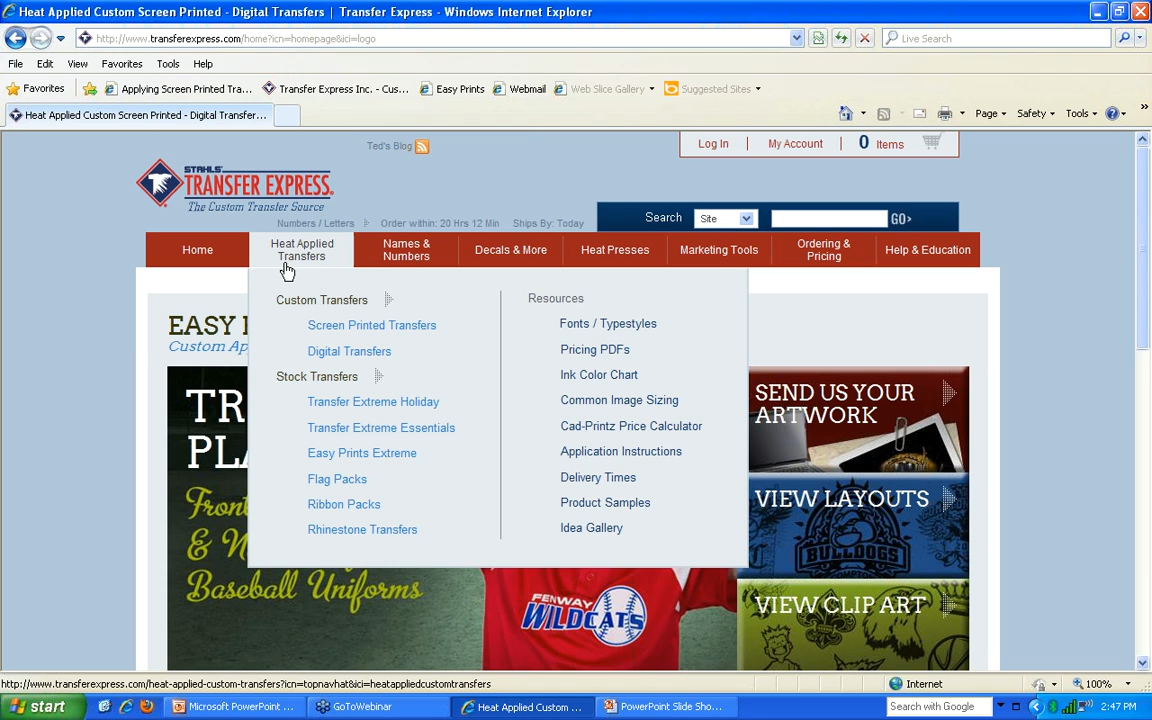 Heat Applied Custom Screen Printed - Digital Transfers | Transfer Express - Windows Internet Explorer
http://www.transferexpress.com/home?icn=homepage&ici=logo
Live Search
File Edit View Favorites Tools Help
Favorites Applying Screen Printed Tra... Transfer Express Inc. - Cus... Easy Prints Webmail Web Slice Gallery Suggested Sites
Heat Applied Custom Screen Printed - Digital Transfer... Page Safety Tools
Ted's Blog
Log In My Account 0 Items
STAHLS'
TRANSFER EXPRESS.
The Custom Transfer Source
Numbers / Letters Order within: 20 Hrs 12 Min Ships By: Today
Search Site GO>
Home
Heat Applied
Transfers
Names &
Numbers
Decals & More
Heat Presses
Marketing Tools
Ordering &
Pricing
Help & Education
Custom Transfers
Screen Printed Transfers
Digital Transfers
Stock Transfers
Transfer Extreme Holiday
Transfer Extreme Essentials
Easy Prints Extreme
Flag Packs
Ribbon Packs
Rhinestone Transfers
Resources
Fonts / Typestyles
Pricing PDFs
Ink Color Chart
Common Image Sizing
Cad-Printz Price Calculator
Application Instructions
Delivery Times
Product Samples
Idea Gallery
EASY
Custom Ap
TR
PL
Fron
& N
Baseball Uniforms
FENWAY
WILDCATS
SEND US YOUR
ARTWORK
VIEW LAYOUTS
BULLDOGS
VIEW CLIP ART
http://www.transferexpress.com/heat-applied-custom-transfers?icn=topnavhat&ici=heatappliedcustomtransfers
Internet 100%
start Microsoft PowerPoint ... GoToWebinar Heat Applied Custom ... PowerPoint Slide Sho... Search with Google 2:47 PM